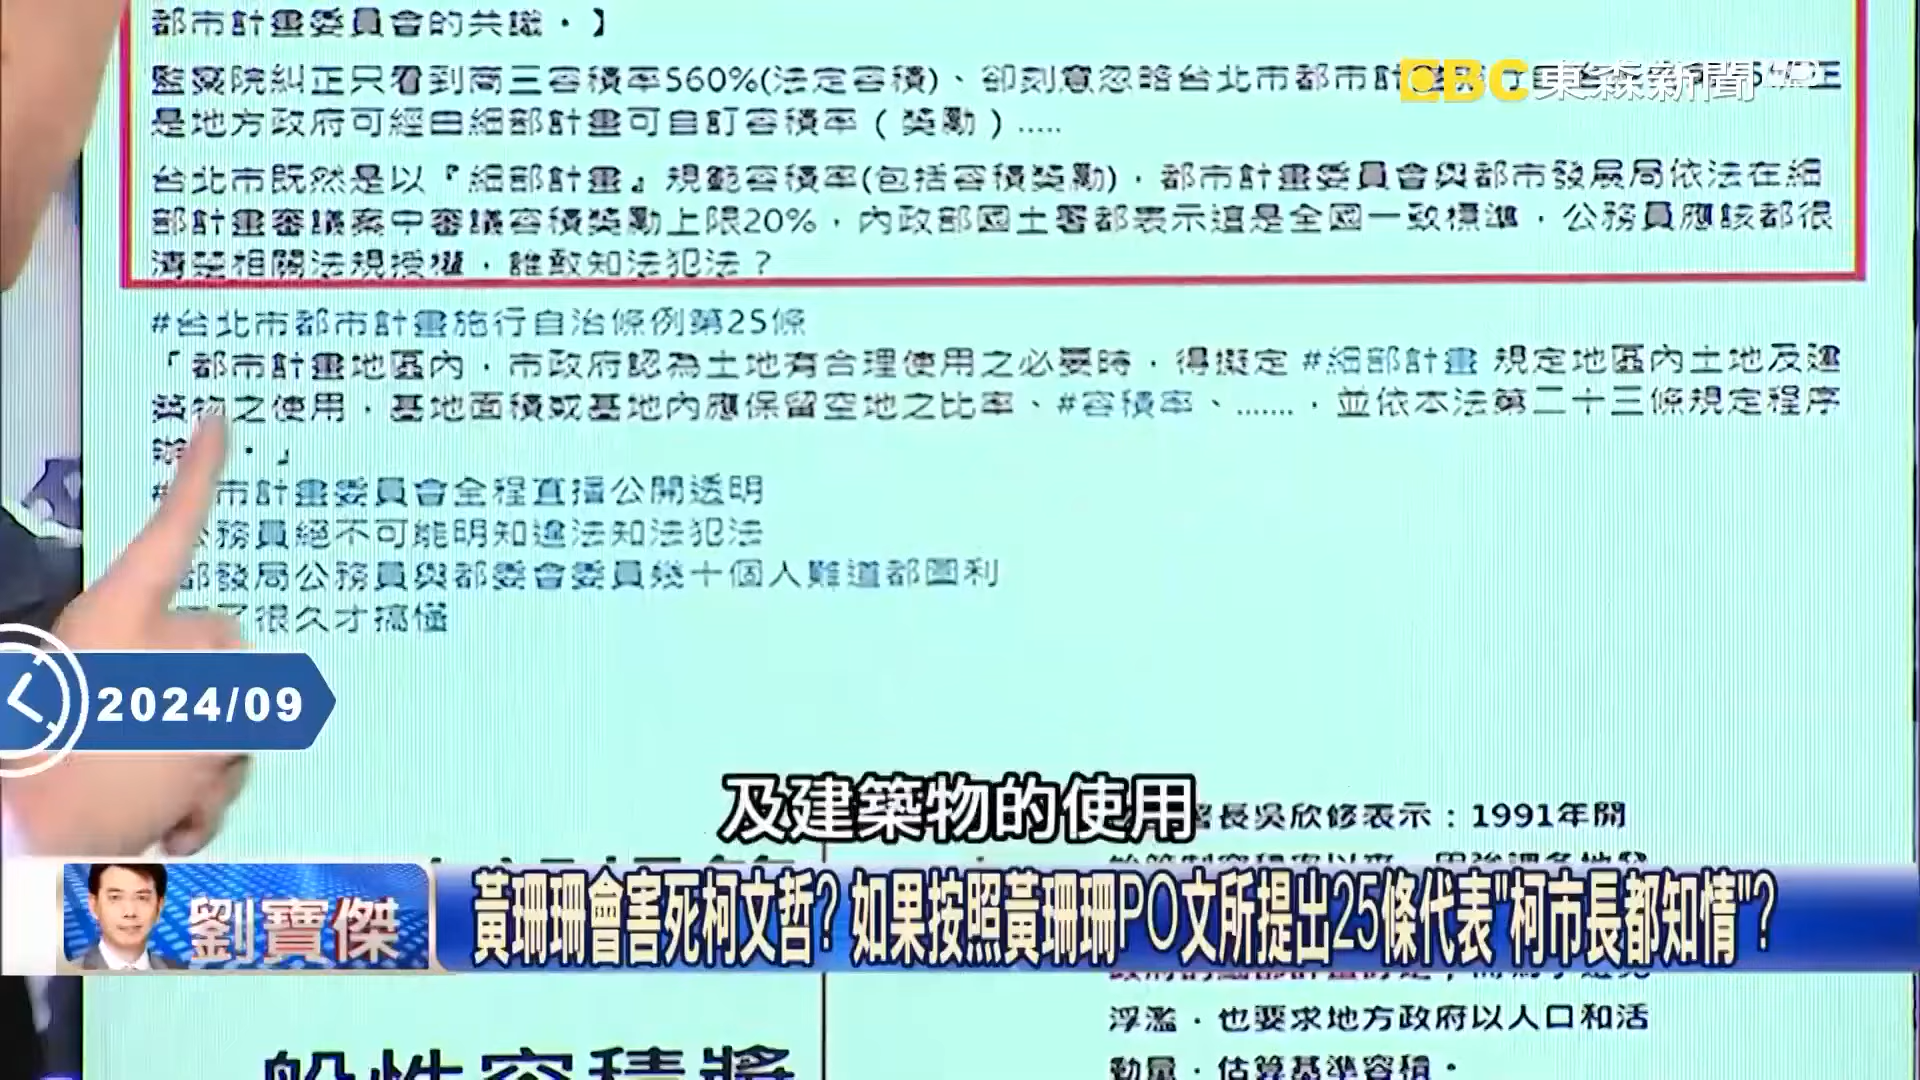 都市計畫委員會的共識。】
監察院糾正只看到商三容積率560%(法定容積)、卻刻意忽略台北市都市計
EBC 東森新聞
正
是地方政府可經由細部計畫可自訂容積率(獎勵).....
台北市既然是以『細部計畫』規範容積率(包括容積獎勵)，都市計畫委員會與都市發展局依法在細
部計畫審議案中審議容積獎勵上限20%，內政部國土署都表示這是全國一致標準，公務員應該都很
清楚相關法規授權，誰敢知法犯法？
#台北市都市計畫施行自治條例第25條
「都市計畫地區內，市政府認為土地有合理使用之必要時，得擬定 #細部計畫 規定地區內土地及建
築物之使用，基地面積或基地內應保留空地之比率、#容積率、.......，並依本法第二十三條規定程序
。」
市計畫委員會全程直播公開透明
公務員絕不可能明知違法知法犯法
都發局公務員與都委會委員幾十個人難道都圖利
了很久才搞懂
2024/09
及建築物的使用
長吳欣修表示：1991年開
劉寶傑
黃珊珊會害死柯文哲? 如果按照黃珊珊PO文所提出25條代表"柯市長都知情"?
浮濫，也要求地方政府以人口和活
動量，估算基準容積。
般性容積獎